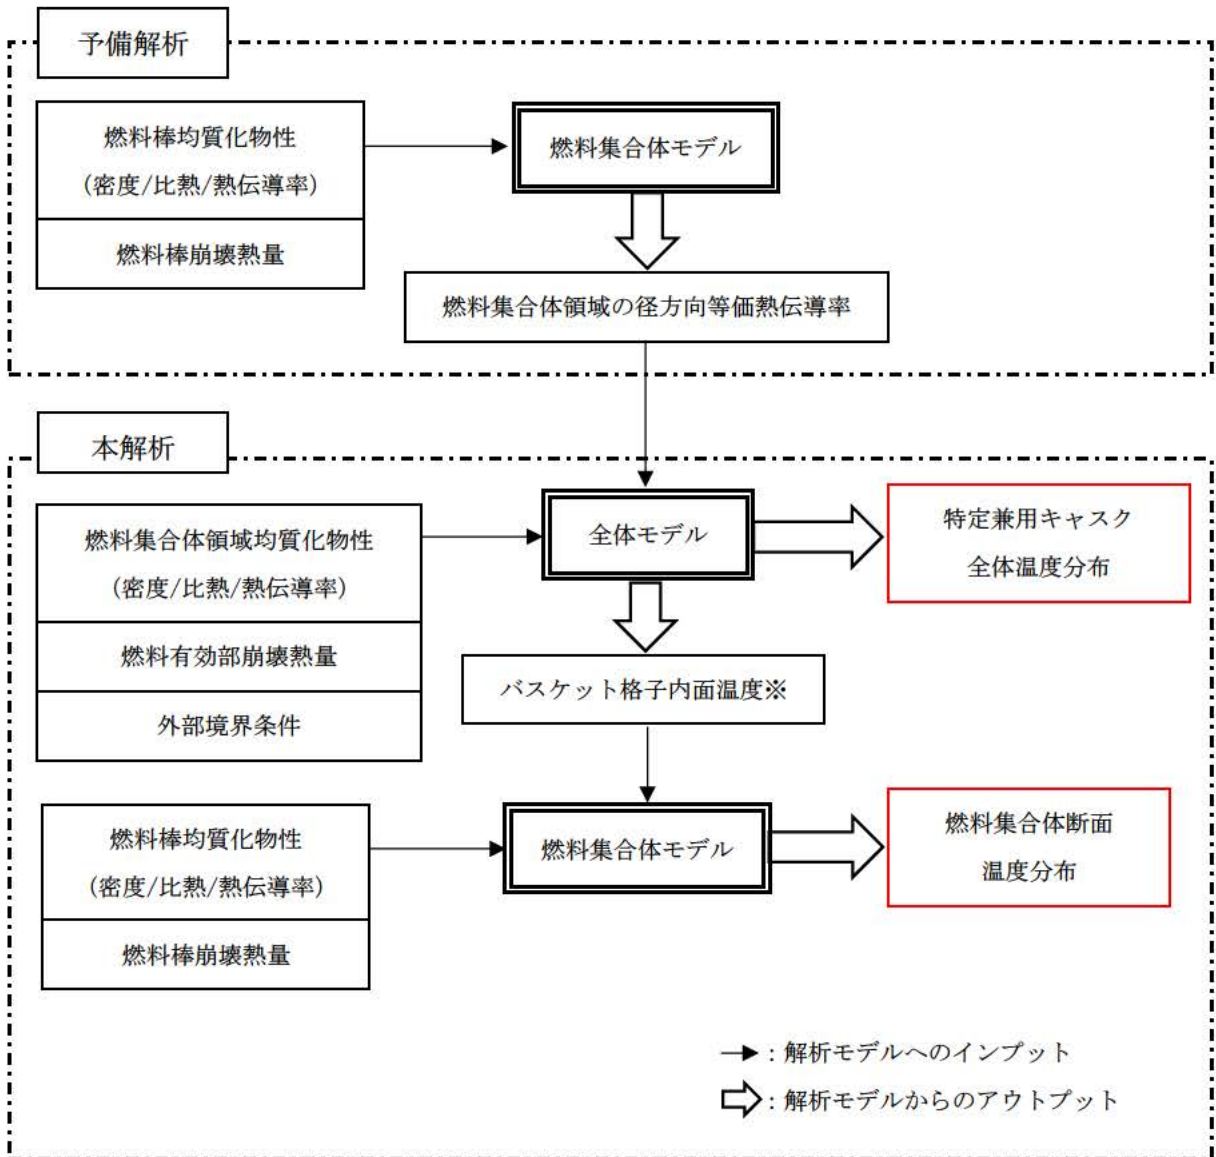 予備解析
燃料棒均質化物性
(密度/比熱/熱伝導率)
燃料棒崩壊熱量
燃料集合体モデル
燃料集合体領域の径方向等価熱伝導率
本解析
燃料集合体領域均質化物性
(密度/比熱/熱伝導率)
燃料有効部崩壊熱量
外部境界条件
全体モデル
特定兼用キャスク
全体温度分布
バスケット格子内面温度※
燃料棒均質化物性
(密度/比熱/熱伝導率)
燃料棒崩壊熱量
燃料集合体モデル
燃料集合体断面
温度分布
:解析モデルへのインプット
:解析モデルからのアウトプット